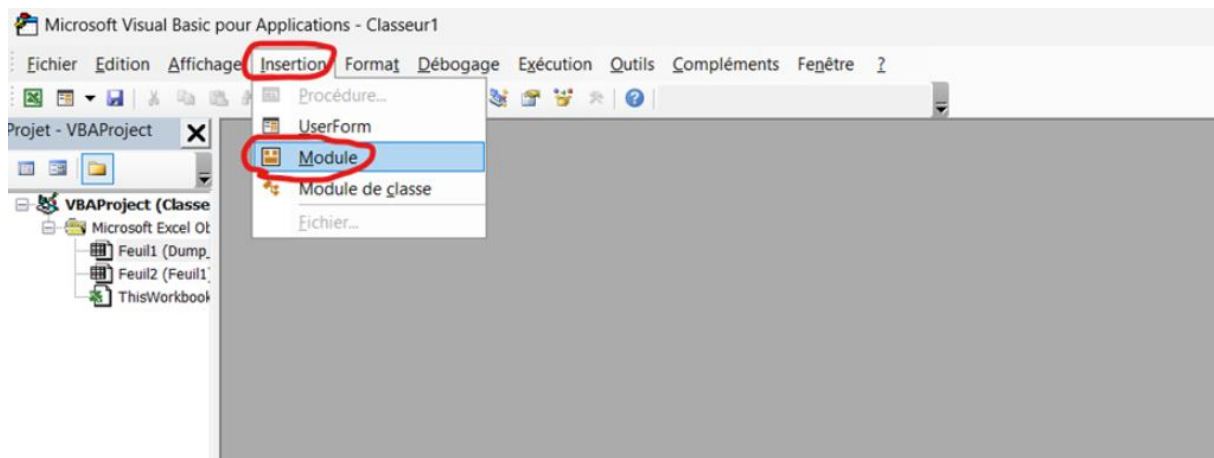 Microsoft Visual Basic pour Applications - Classeur1
Fichier Edition Affichage Insertion Format Débogage Exécution Outils Compléments Fenêtre ?
Procédure...
Projet - VBAProject
UserForm
Module
Module de classe
Fichier...
VBAProject (Classe
Microsoft Excel Ob
Feuil1 (Dump_
Feuil2 (Feuil1)
ThisWorkbook